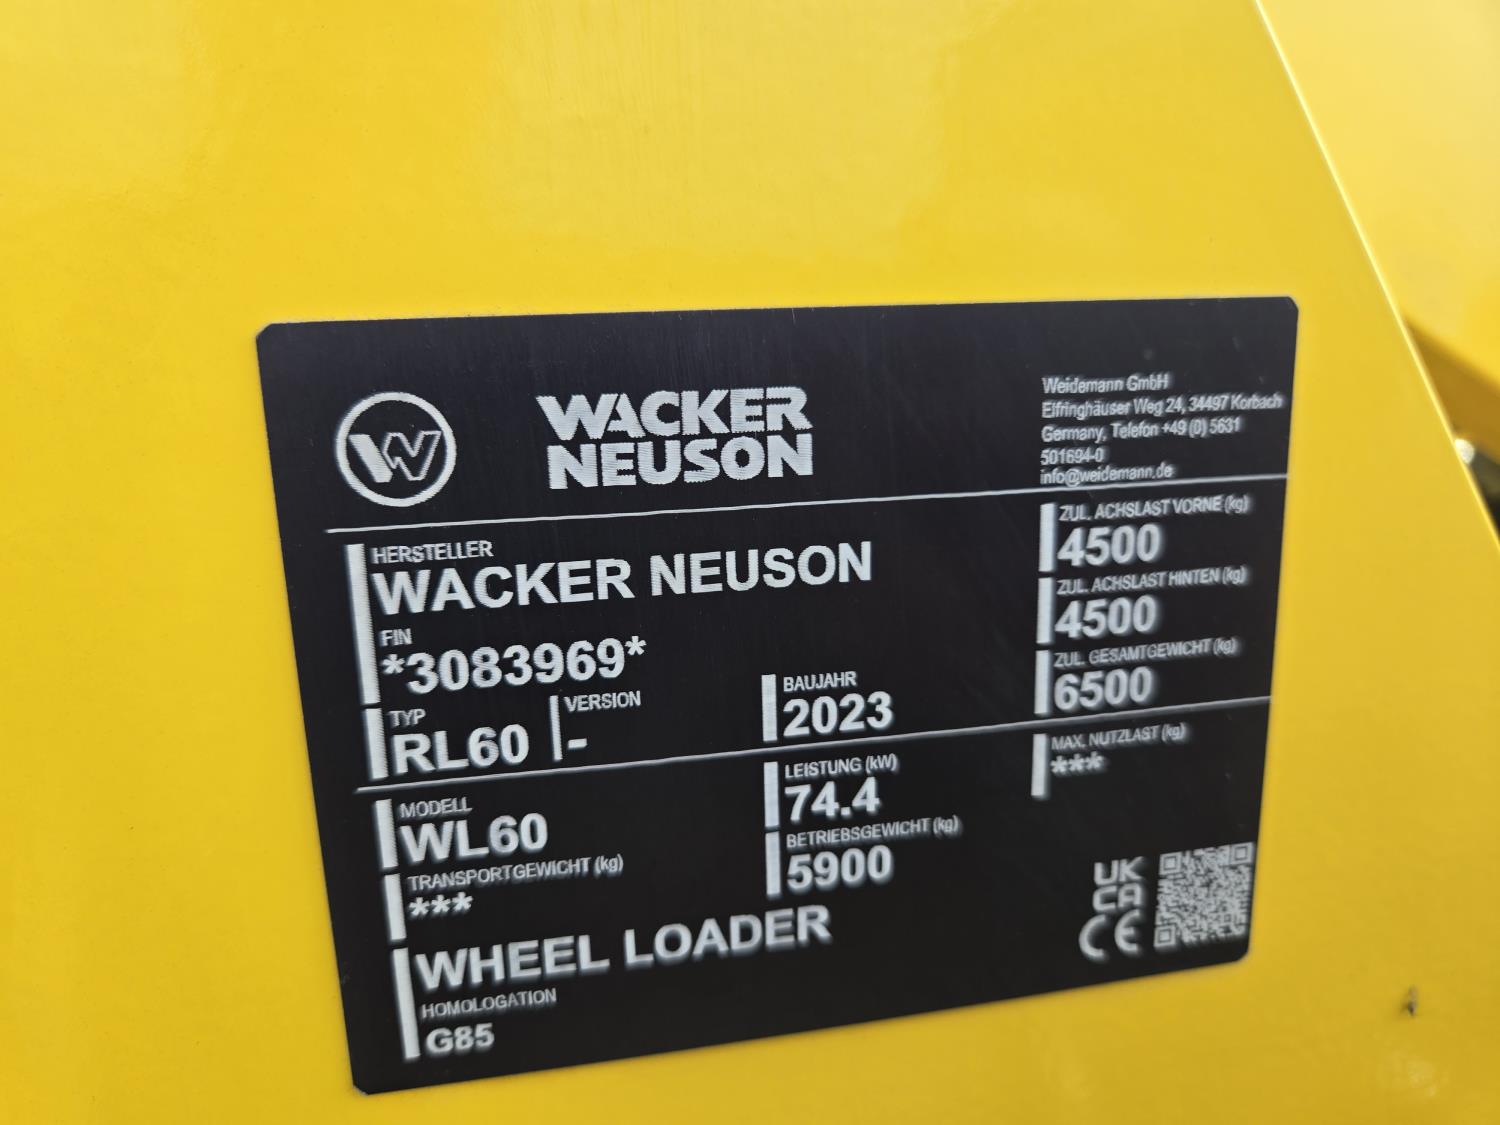 W
WACKER
NEUSON
Weidemann GmbH
Elfringhäuser Weg 24, 34497 Korbach
Germany, Telefon +49 (0) 5631
501694-0
info@weidemann.de
HERSTELLER
WACKER NEUSON
FIN
*3083969*
TYP
RL60
VERSION
-
BAUJAHR
2023
ZUL. ACHSLAST VORNE (kg)
4500
ZUL. ACHSLAST HINTEN (kg)
4500
ZUL. GESAMTGEWICHT (kg)
6500
MODELL
WL60
TRANSPORTGEWICHT (kg)
***
LEISTUNG (kW)
74.4
BETRIEBSGEWICHT (kg)
5900
MAX. NUTZLAST (kg)
***
WHEEL LOADER
HOMOLOGATION
G85
UK
CA
CE